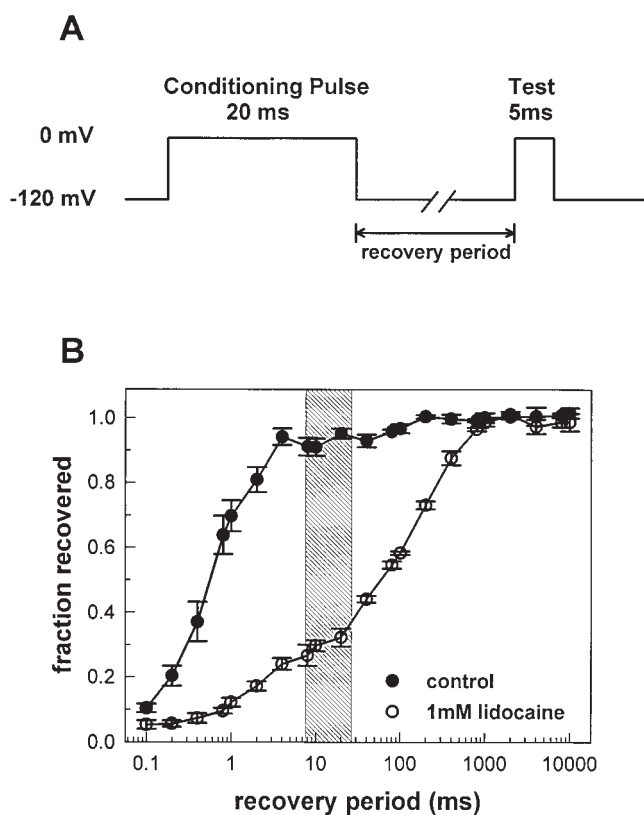 A
Conditioning Pulse
20 ms
Test
5ms
0 mV
-120 mV
recovery period
B
fraction recovered
1.0
0.8
0.6
0.4
0.2
0.0
control
1mM lidocaine
0.1 1 10 100 1000 10000
recovery period (ms)